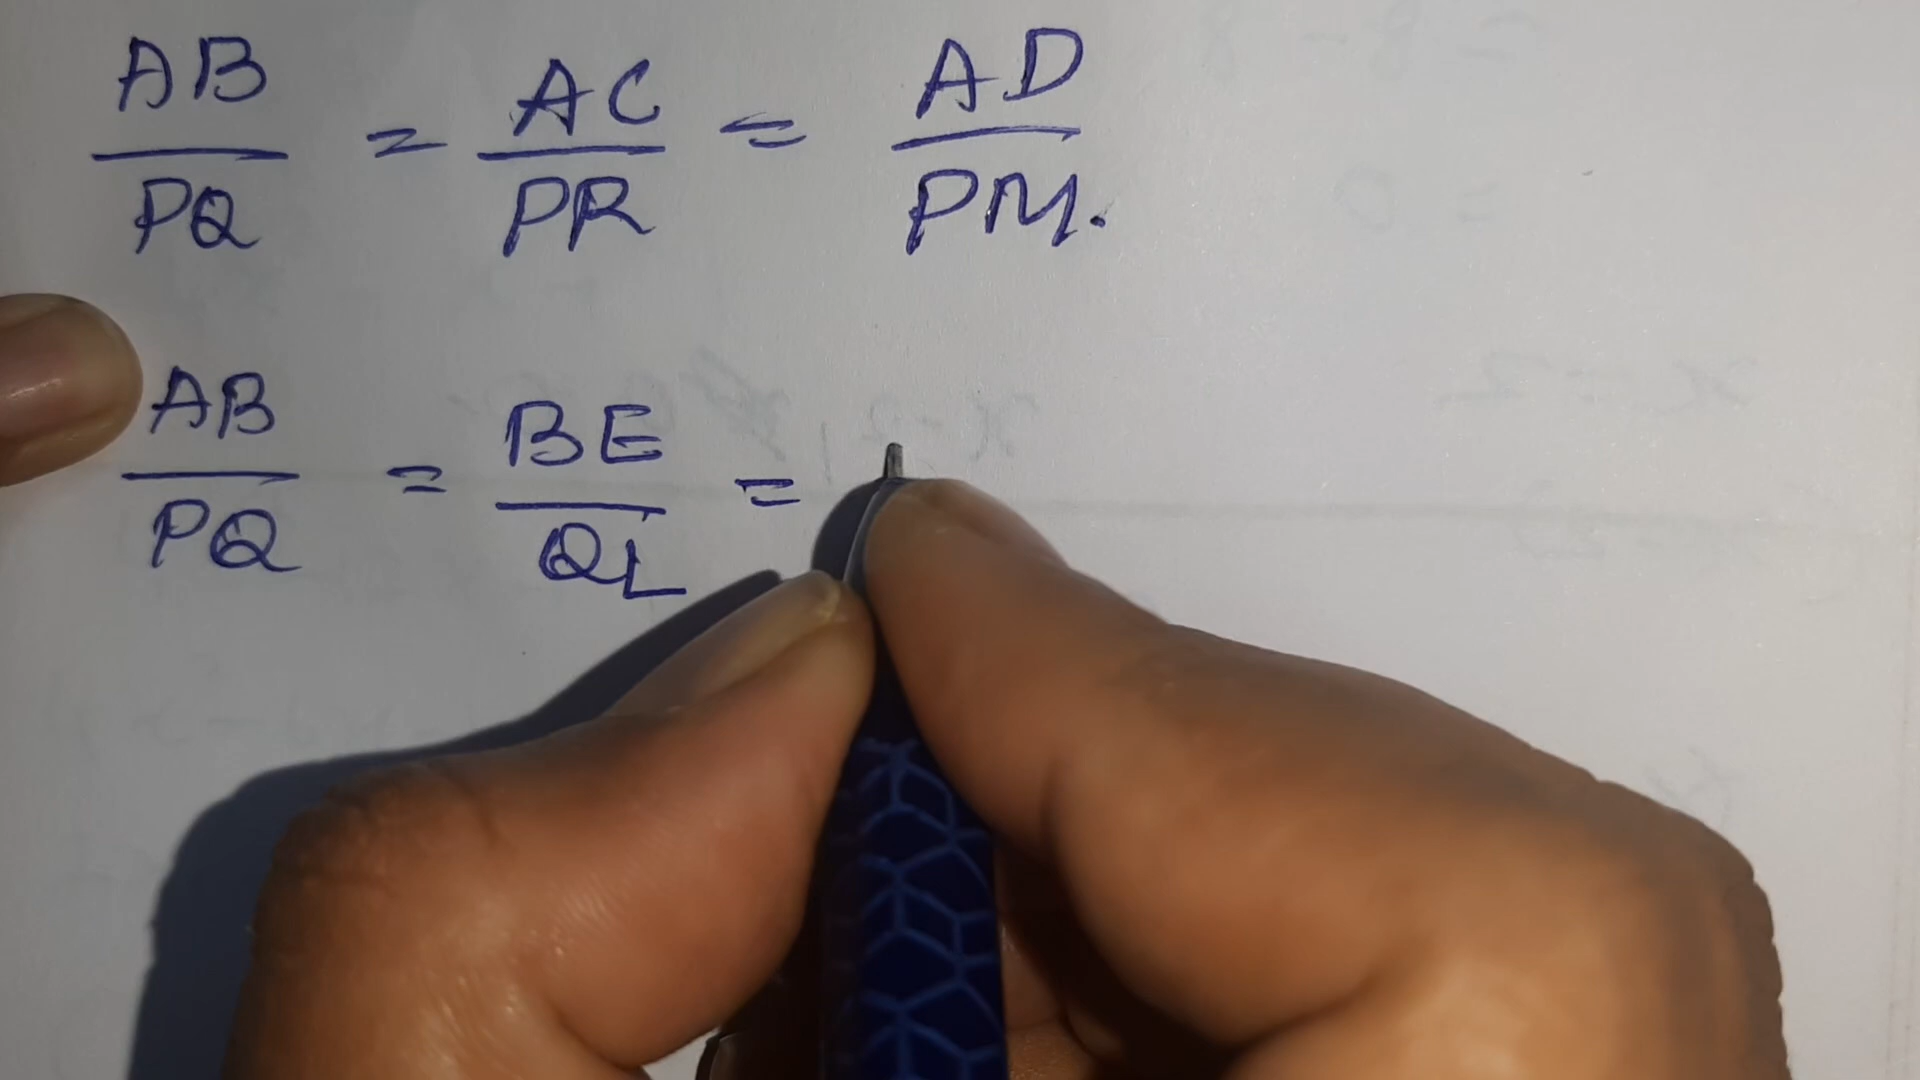 AB/PQ = AC/PR = AD/PM.
AB/PQ = BE/QL =